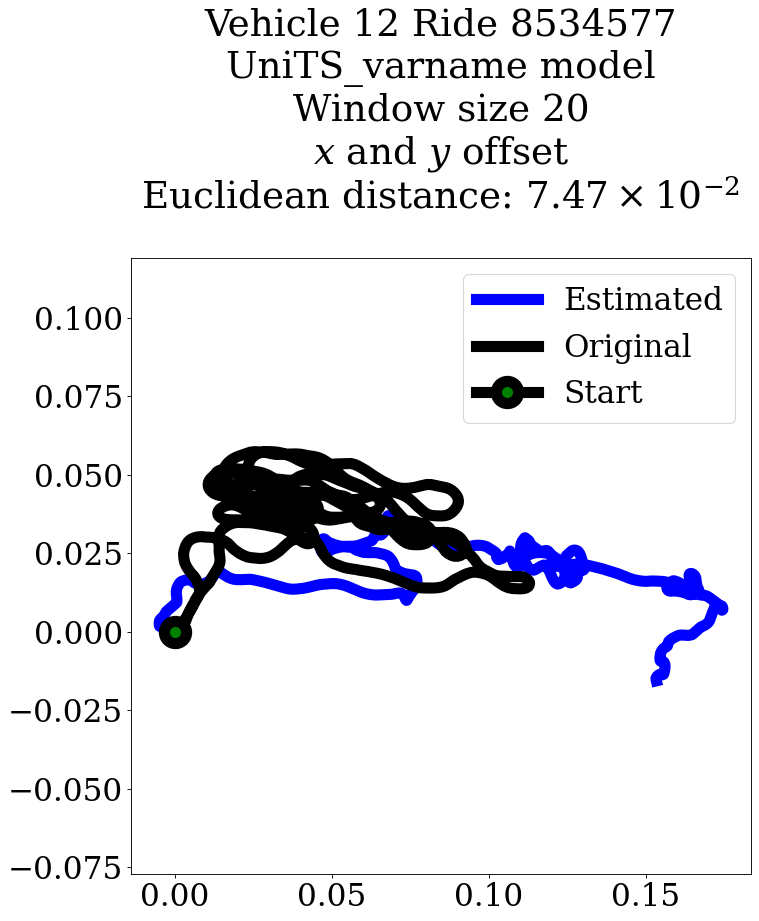 Vehicle 12 Ride 8534577
UniTS_varname model
Window size 20
x and y offset
Euclidean distance: 7.47 × 10⁻²
Estimated
Original
Start
0.100
0.075
0.050
0.025
0.000
−0.025
−0.050
−0.075
0.00 0.05 0.10 0.15